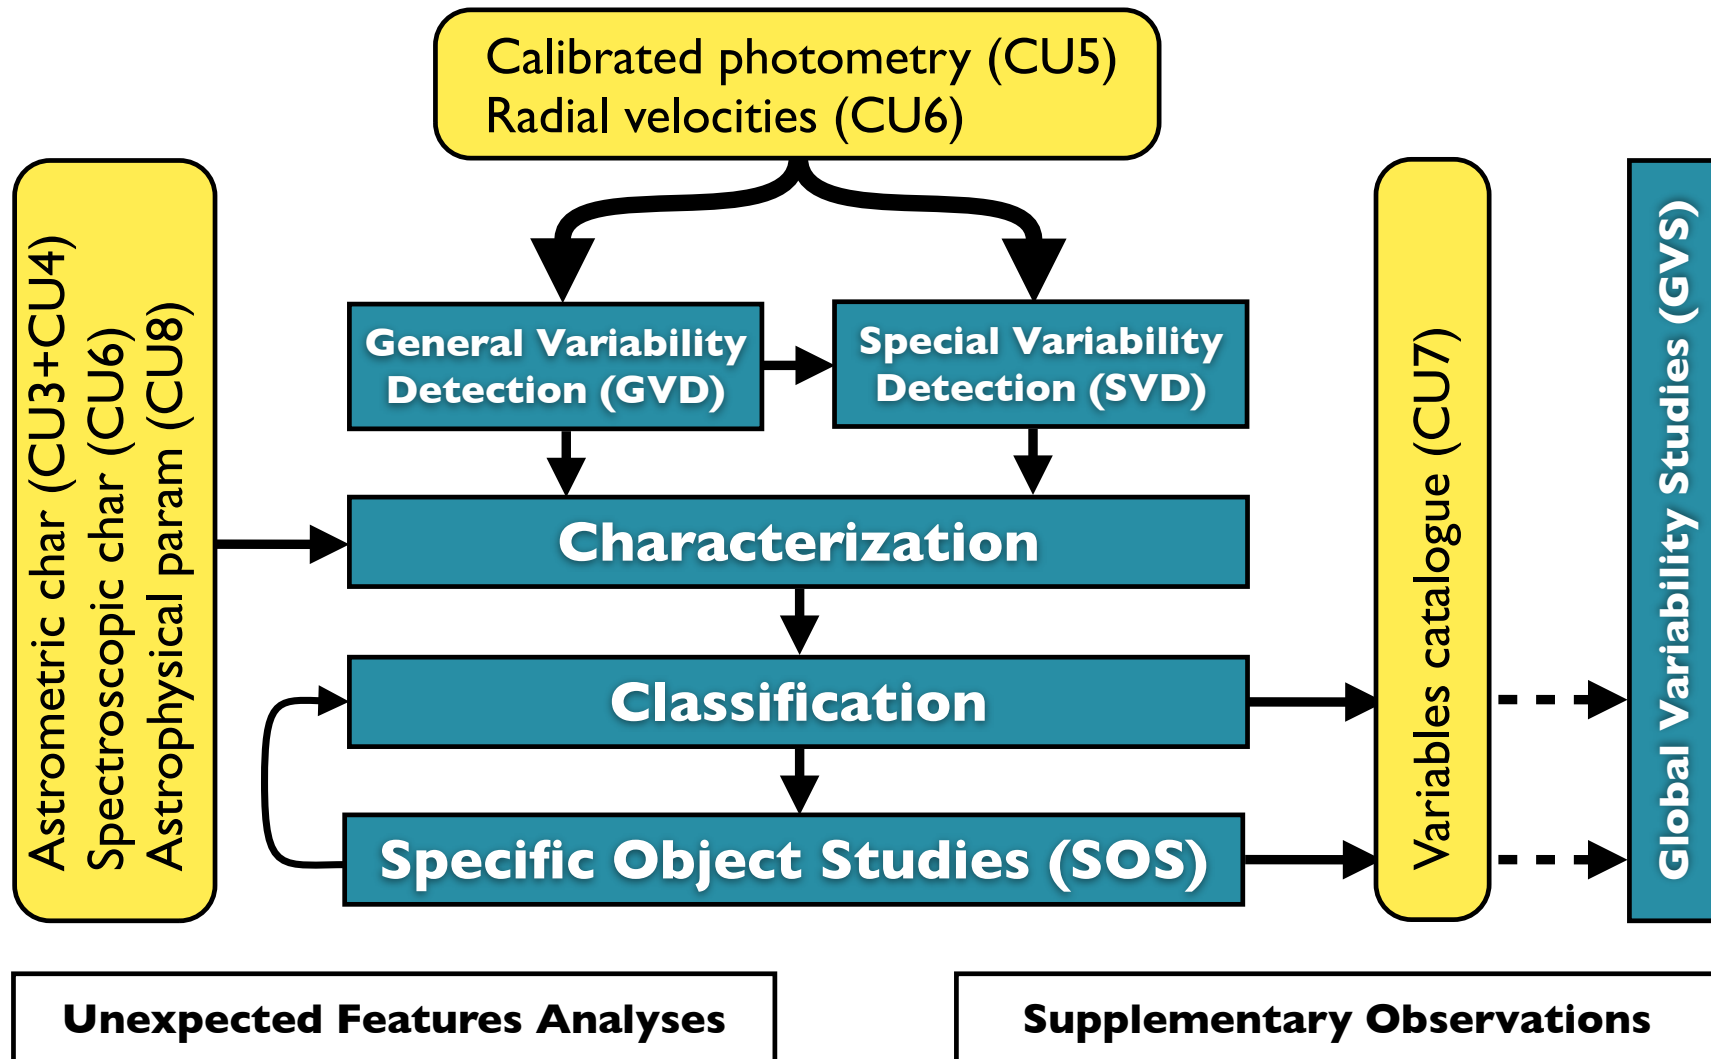 Calibrated photometry (CU5)
Radial velocities (CU6)
Astrometric char (CU3+CU4)
Spectroscopic char (CU6)
Astrophysical param (CU8)
General Variability
Detection (GVD)
Special Variability
Detection (SVD)
Characterization
Classification
Specific Object Studies (SOS)
Variables catalogue (CU7)
Global Variability Studies (GVS)
Unexpected Features Analyses
Supplementary Observations